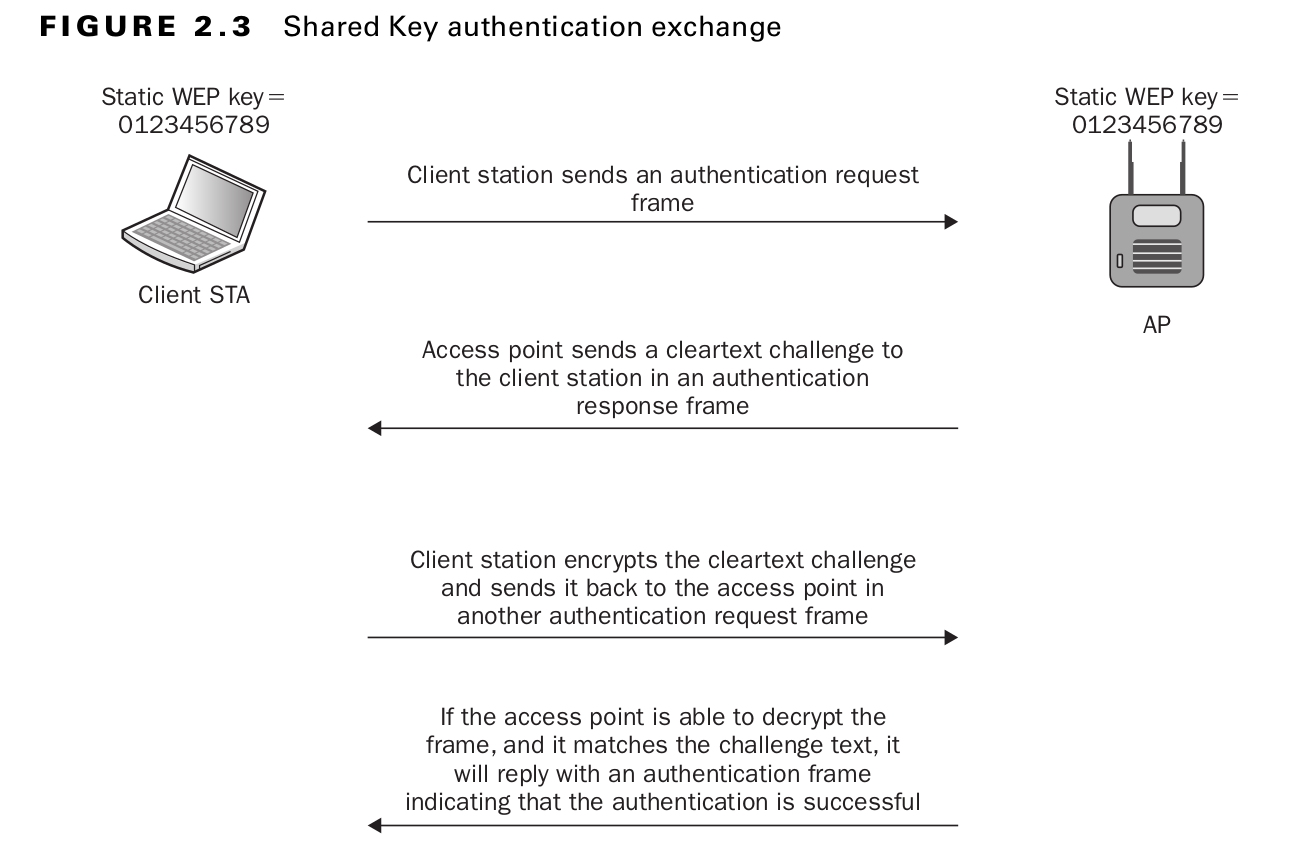 FIGURE 2.3 Shared Key authentication exchange
Static WEP key=
0123456789
Static WEP key=
0123456789
Client station sends an authentication request
frame
Client STA
AP
Access point sends a cleartext challenge to
the client station in an authentication
response frame
Client station encrypts the cleartext challenge
and sends it back to the access point in
another authentication request frame
If the access point is able to decrypt the
frame, and it matches the challenge text, it
will reply with an authentication frame
indicating that the authentication is successful